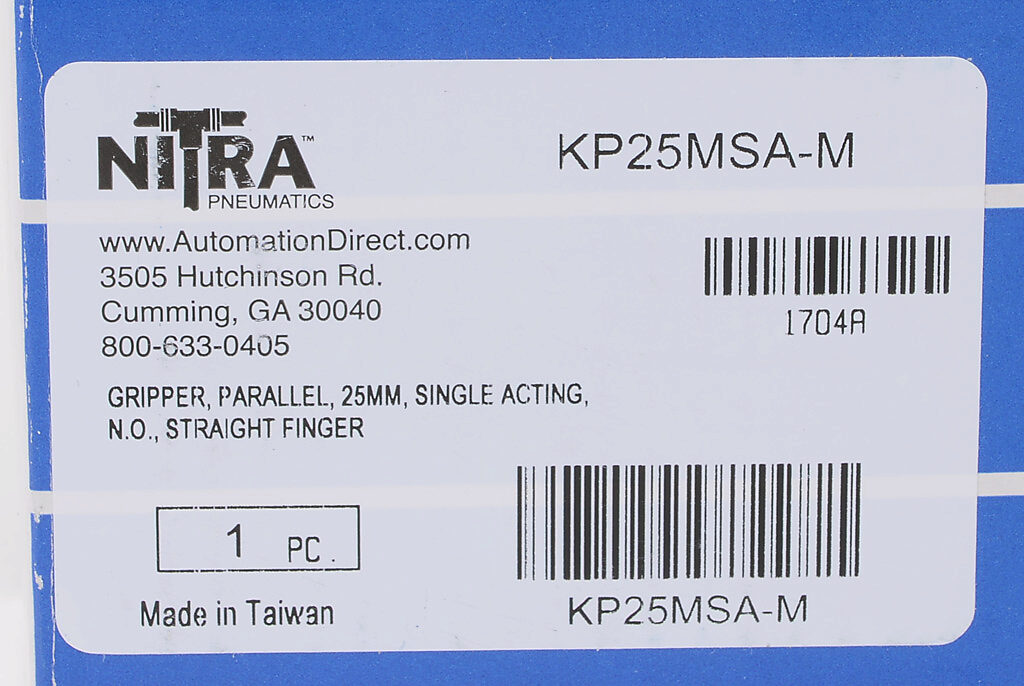 NITRA™
PNEUMATICS
KP25MSA-M
www.AutomationDirect.com
3505 Hutchinson Rd.
Cumming, GA 30040
800-633-0405
1704A
GRIPPER, PARALLEL, 25MM, SINGLE ACTING,
N.O., STRAIGHT FINGER
1 PC.
Made in Taiwan
KP25MSA-M